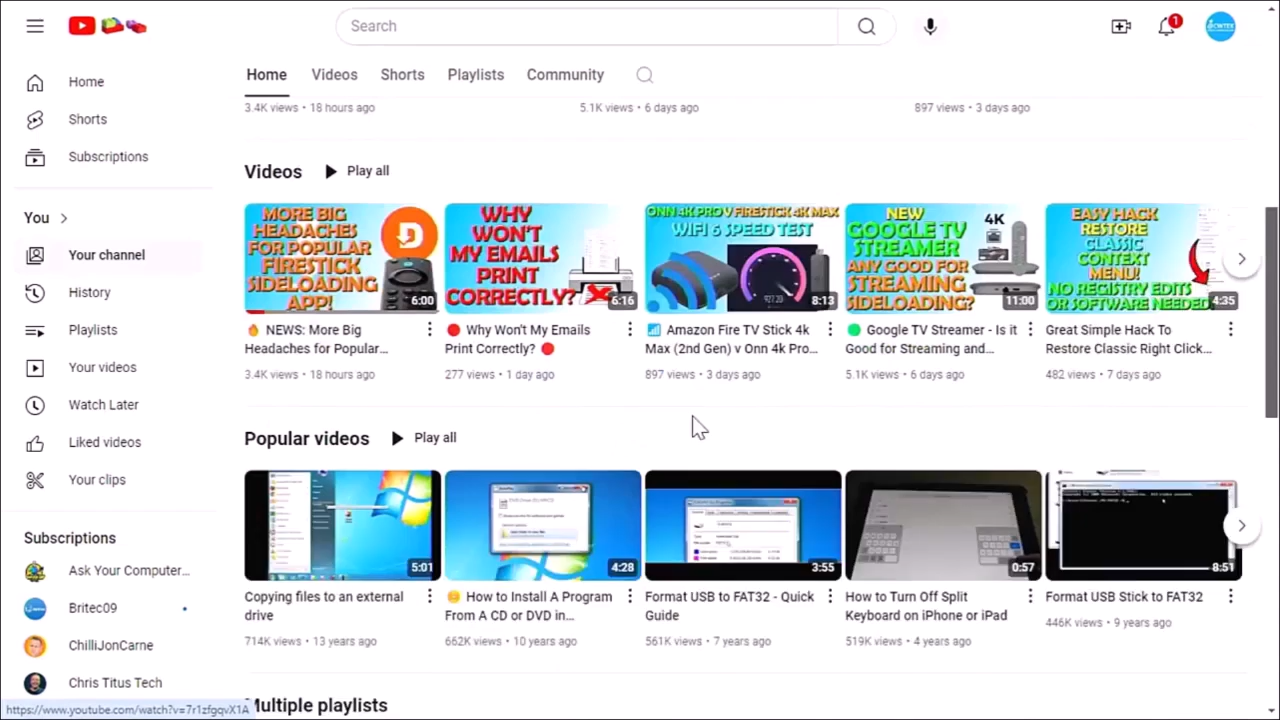 Search
1
Home
Videos
Shorts
Playlists
Community
3.4K views • 18 hours ago
5.1K views • 6 days ago
897 views • 3 days ago
Home
Shorts
Subscriptions
You
Your channel
History
Playlists
Your videos
Watch Later
Liked videos
Your clips
Subscriptions
Ask Your Computer...
Britec09
ChilliJonCarne
Chris Titus Tech
Videos
Play all
MORE BIG
HEADACHES
FOR POPULAR
FIRESTICK
SIDELOADING
APP!
6:00
NEWS: More Big
Headaches for Popular...
3.4K views • 18 hours ago
WHY
WON'T
MY EMAILS
PRINT
CORRECTLY?
6:16
Why Won't My Emails
Print Correctly?
277 views • 1 day ago
ONN 4K PRO V FIRESTICK 4K MAX
WIFI 6 SPEED TEST
8:13
Amazon Fire TV Stick 4k
Max (2nd Gen) v Onn 4k Pro...
897 views • 3 days ago
NEW
GOOGLE TV
STREAMER
ANY GOOD FOR
STREAMING
SIDELOADING?
4K
11:00
Google TV Streamer - Is it
Good for Streaming and...
5.1K views • 6 days ago
EASY HACK
RESTORE
CLASSIC
CONTEXT
MENU!
NO REGISTRY EDITS
OR SOFTWARE NEEDED
4:35
Great Simple Hack To
Restore Classic Right Click...
482 views • 7 days ago
Popular videos
Play all
5:01
Copying files to an external
drive
714K views • 13 years ago
4:28
How to Install A Program
From A CD or DVD in...
662K views • 10 years ago
3:55
Format USB to FAT32 - Quick
Guide
561K views • 7 years ago
0:57
How to Turn Off Split
Keyboard on iPhone or iPad
519K views • 4 years ago
8:51
Format USB Stick to FAT32
446K views • 9 years ago
Multiple playlists
https://www.youtube.com/watch?v=7r1zfgqvX1A